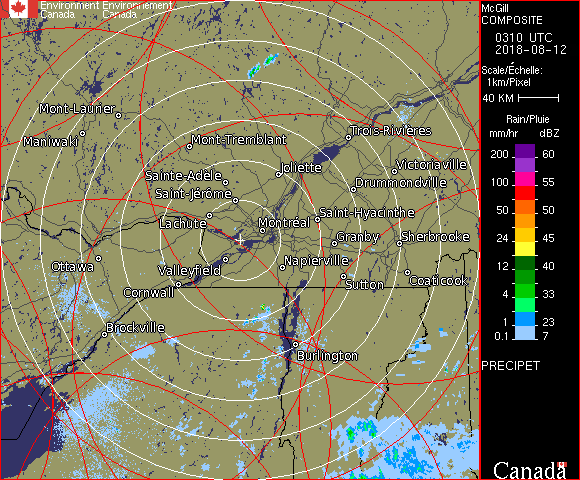 Environment Environnement
Canada Canada
McGill
COMPOSITE
0310 UTC
2018-08-12
Scale/Échelle:
1km/Pixel
40 KM
Rain/Pluie
mm/hr dBZ
200 60
55
100 55
50 50
24 45
12 40
4 33
1 23
0.1 7
PRECIPET
Canada
Mont-Laurier
Maniwaki
Mont-Tremblant
Trois-Rivières
Sainte-Adèle
Joliette
Victoriaville
Saint-Jérôme
Drummondville
Lachute
Montréal
Saint-Hyacinthe
Granby
Sherbrooke
Ottawa
Valleyfield
Napierville
Cornwall
Sutton
Coaticook
Brockville
Burlington